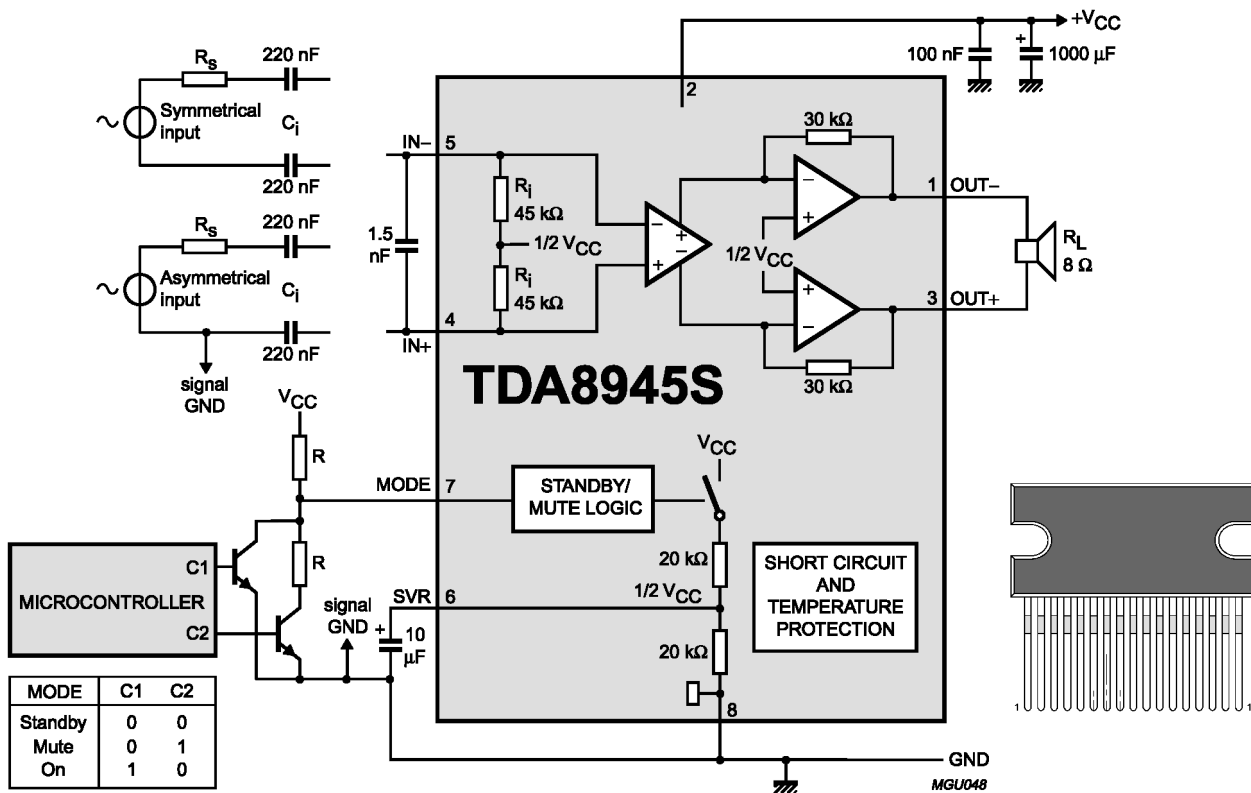 +VCC
100 nF
+
1000 µF
2
220 nF
RS
Symmetrical
input
Ci
220 nF
220 nF
RS
Asymmetrical
input
Ci
220 nF
signal
GND
IN−
5
1.5
nF
Ri
45 kΩ
1/2 VCC
Ri
45 kΩ
4
IN+
−
+
−
+
30 kΩ
−
+
1/2 VCC
+
−
30 kΩ
1
OUT−
RL
8 Ω
3
OUT+
TDA8945S
VCC
R
MODE
7
STANDBY/
MUTE LOGIC
VCC
R
C1
MICROCONTROLLER
C2
signal
GND
SVR
6
+
10
µF
20 kΩ
1/2 VCC
20 kΩ
SHORT CIRCUIT
AND
TEMPERATURE
PROTECTION
8
GND
MGU048
MODE C1 C2
Standby 0 0
Mute 0 1
On 1 0
1
1